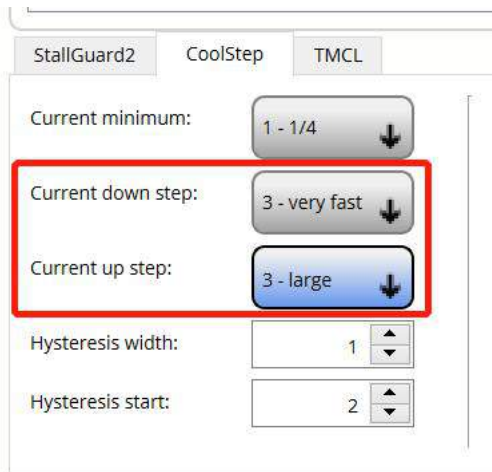 StallGuard2 CoolStep TMCL
Current minimum: 1 - 1/4
Current down step: 3 - very fast
Current up step: 3 - large
Hysteresis width: 1
Hysteresis start: 2